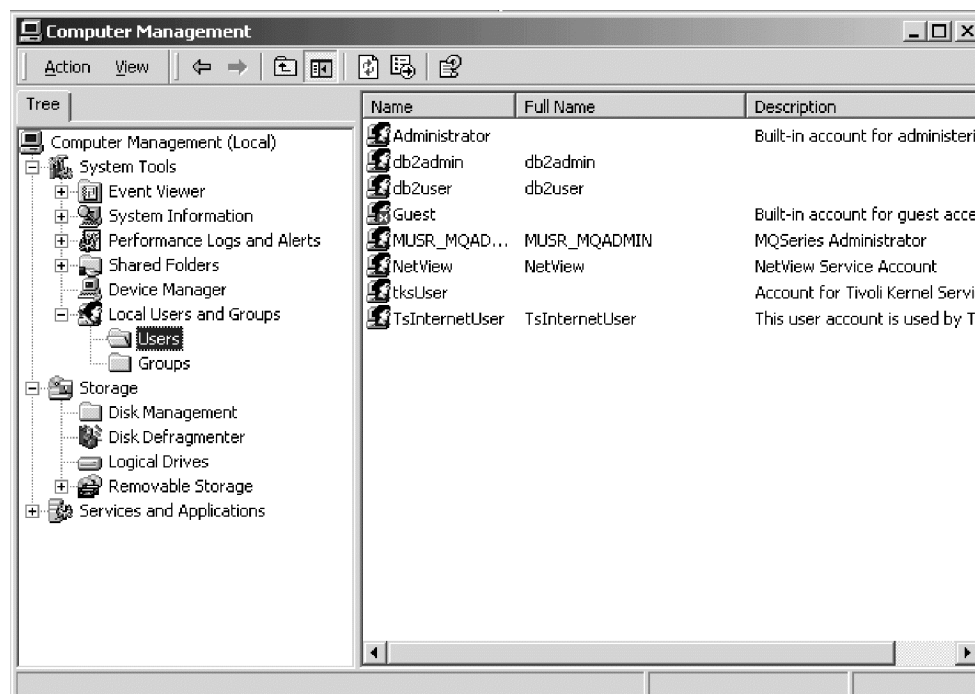 Computer Management
Action View
Tree
Computer Management (Local)
System Tools
Event Viewer
System Information
Performance Logs and Alerts
Shared Folders
Device Manager
Local Users and Groups
Users
Groups
Storage
Disk Management
Disk Defragmenter
Logical Drives
Removable Storage
Services and Applications
Name Full Name Description
Administrator Built-in account for administeri
db2admin db2admin
db2user db2user
Guest Built-in account for guest acce
MUSR_MQAD... MUSR_MQADMIN MQSeries Administrator
NetView NetView NetView Service Account
tksUser Account for Tivoli Kernel Servi
TsInternetUser TsInternetUser This user account is used by T